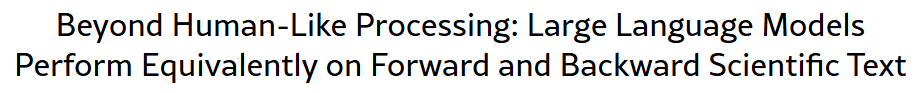 Beyond Human-Like Processing: Large Language Models
Perform Equivalently on Forward and Backward Scientific Text